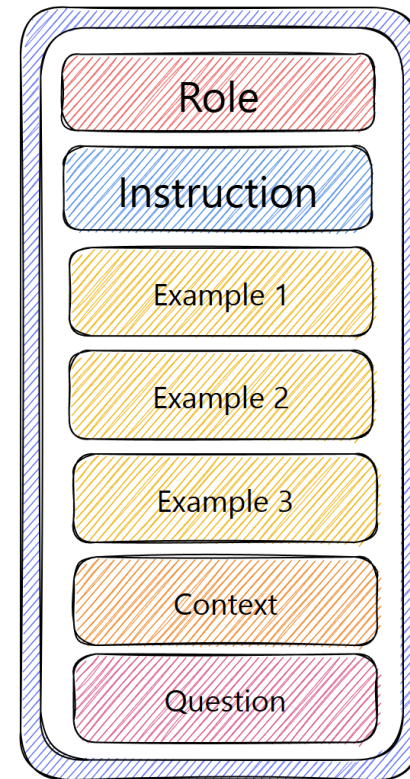 Role
Instruction
Example 1
Example 2
Example 3
Context
Question